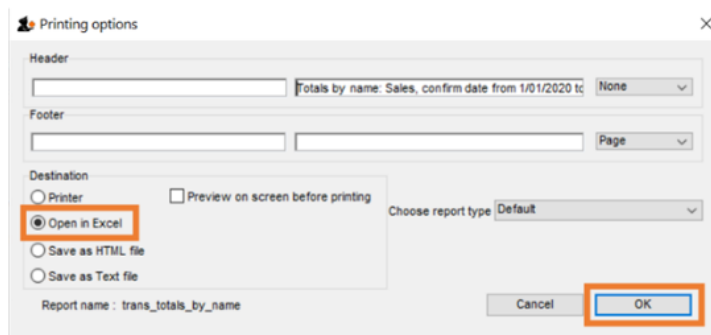 Printing options
Header
Totals by name: Sales, confirm date from 1/01/2020 to
None
Footer
Page
Destination
Printer
Preview on screen before printing
Choose report type
Default
Open in Excel
Save as HTML file
Save as Text file
Report name : trans_totals_by_name
Cancel
OK